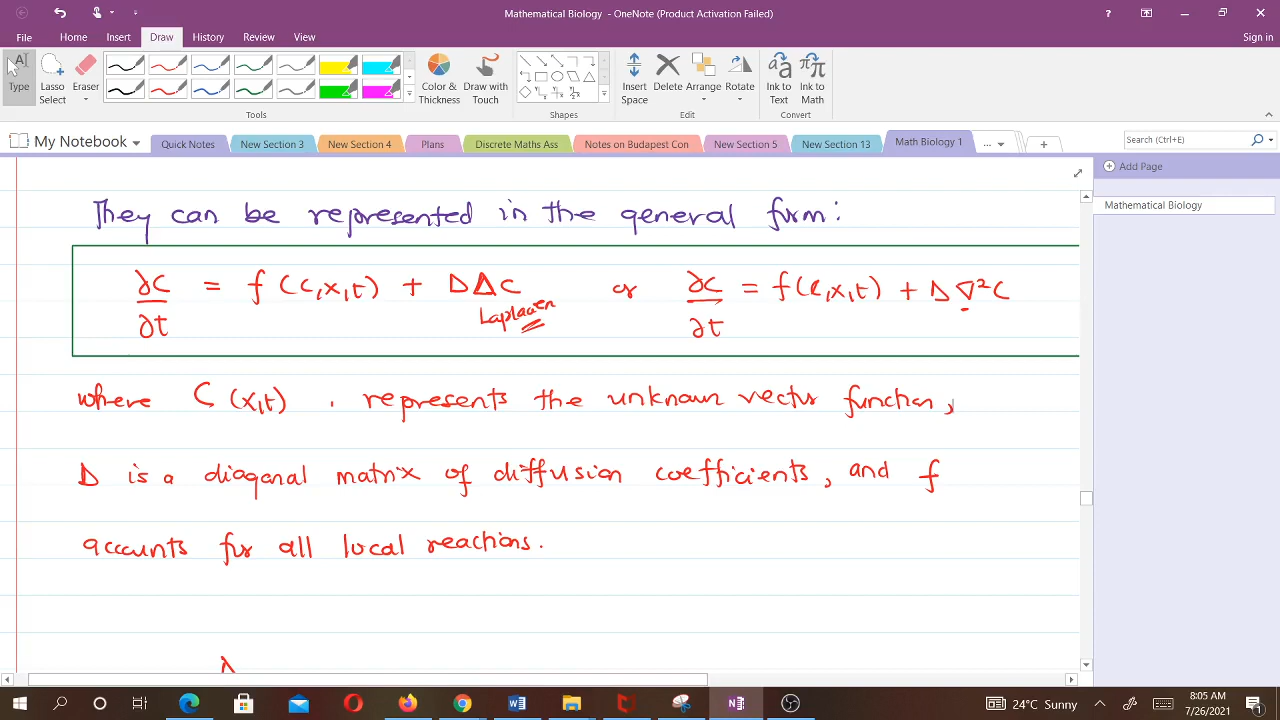 Mathematical Biology - OneNote (Product Activation Failed)
File Home Insert Draw History Review View Sign in
Type Lasso Select Eraser Color & Thickness Draw with Touch Insert Space Delete Arrange Rotate Ink to Text Ink to Math
Tools Shapes Edit Convert
My Notebook Quick Notes New Section 3 New Section 4 Plans Discrete Maths Ass Notes on Budapest Con New Section 5 New Section 13 Math Biology 1 ... Search (Ctrl+E)
Add Page
Mathematical Biology
They can be represented in the general form:
∂C/∂t = f(C,x,t) + DΔC or ∂C/∂t = f(C,x,t) + D∇²C
where C(x,t) . represents the unknown vector function,
D is a diagonal matrix of diffusion coefficients, and f
accounts for all local reactions.
24°C Sunny
8:05 AM
7/26/2021